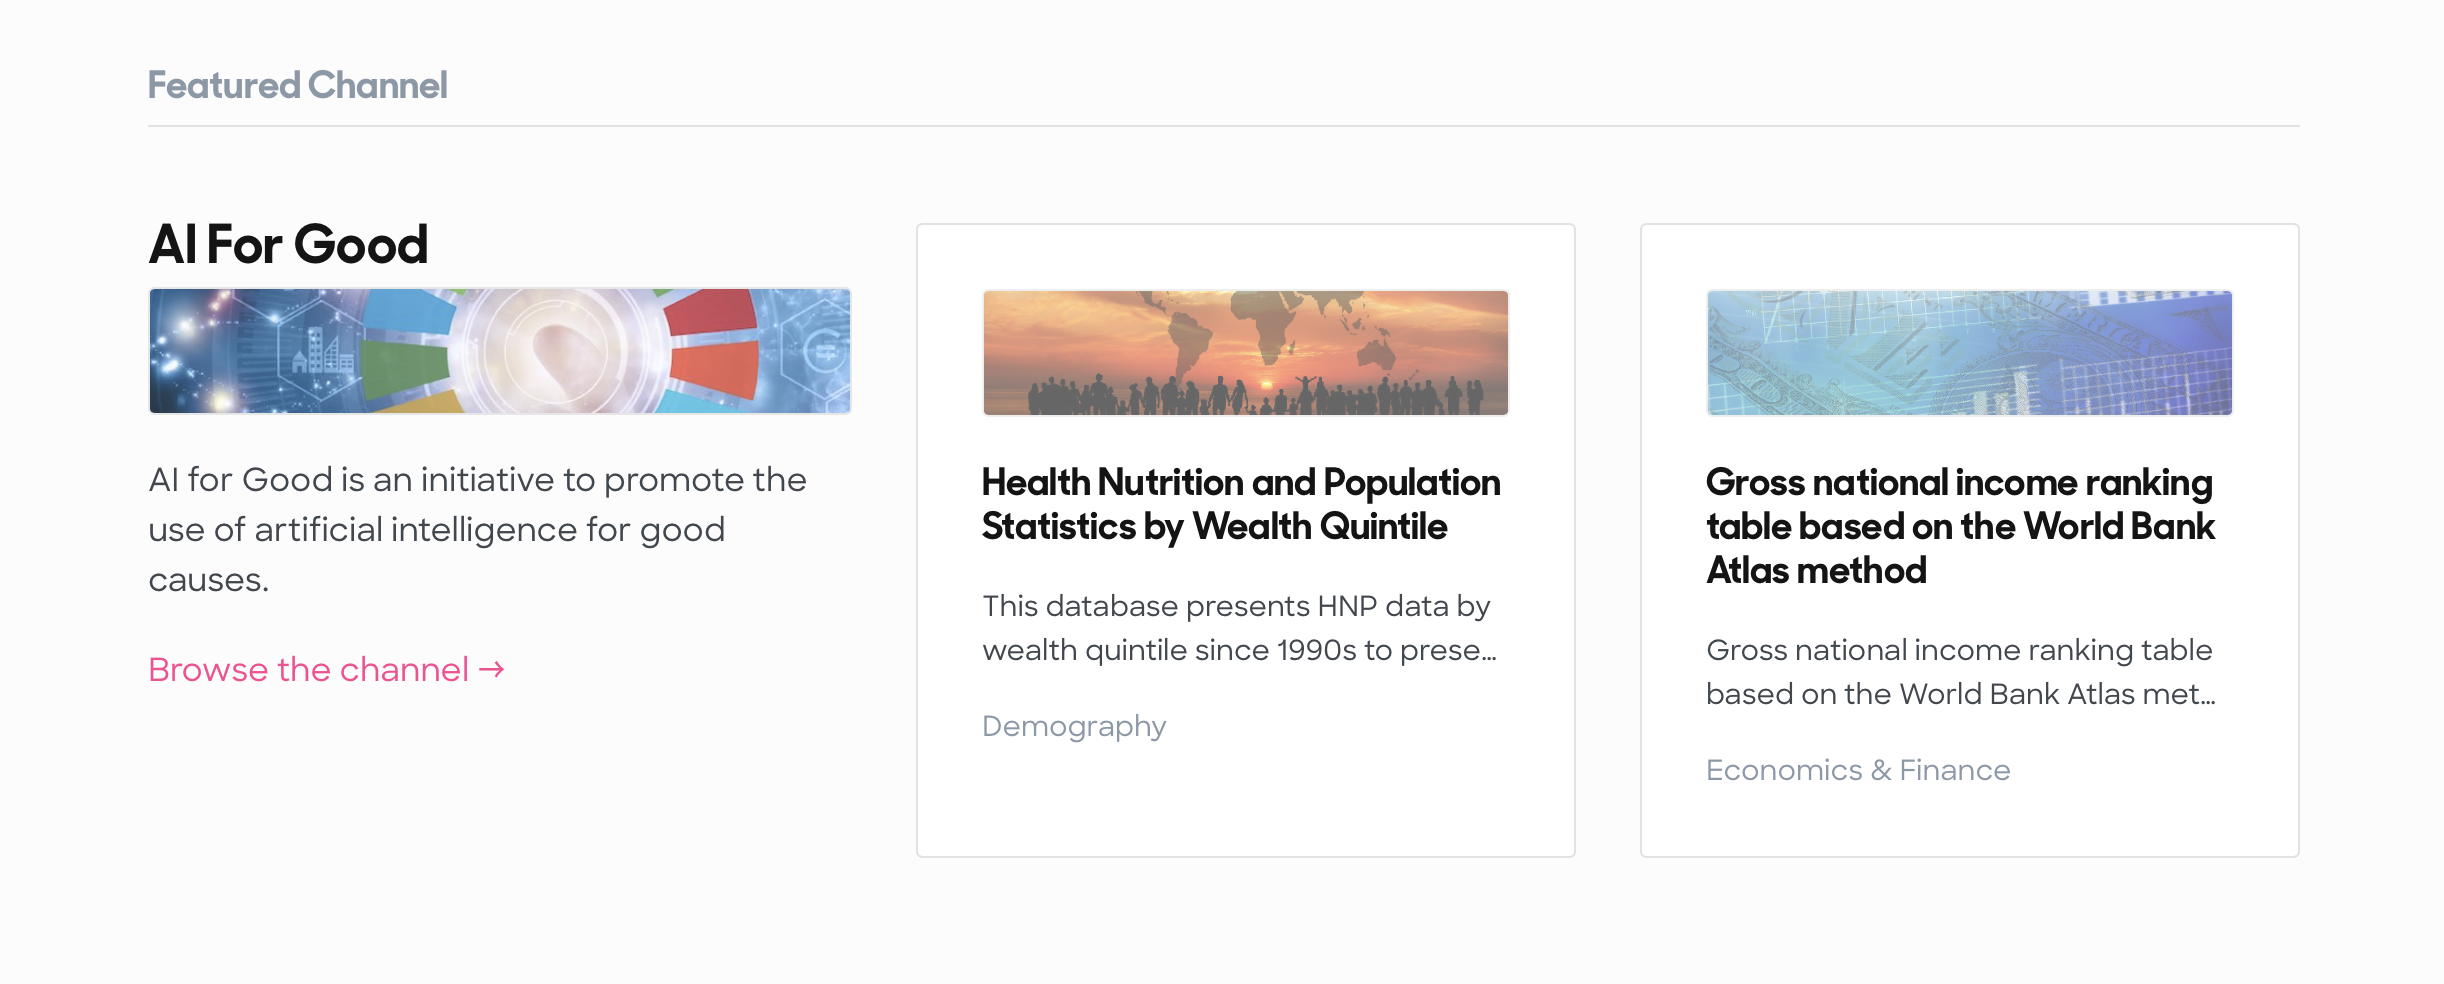 Featured Channel
AI For Good
AI for Good is an initiative to promote the
use of artificial intelligence for good
causes.
Browse the channel →
Health Nutrition and Population
Statistics by Wealth Quintile
This database presents HNP data by
wealth quintile since 1990s to prese...
Demography
Gross national income ranking
table based on the World Bank
Atlas method
Gross national income ranking table
based on the World Bank Atlas met...
Economics & Finance